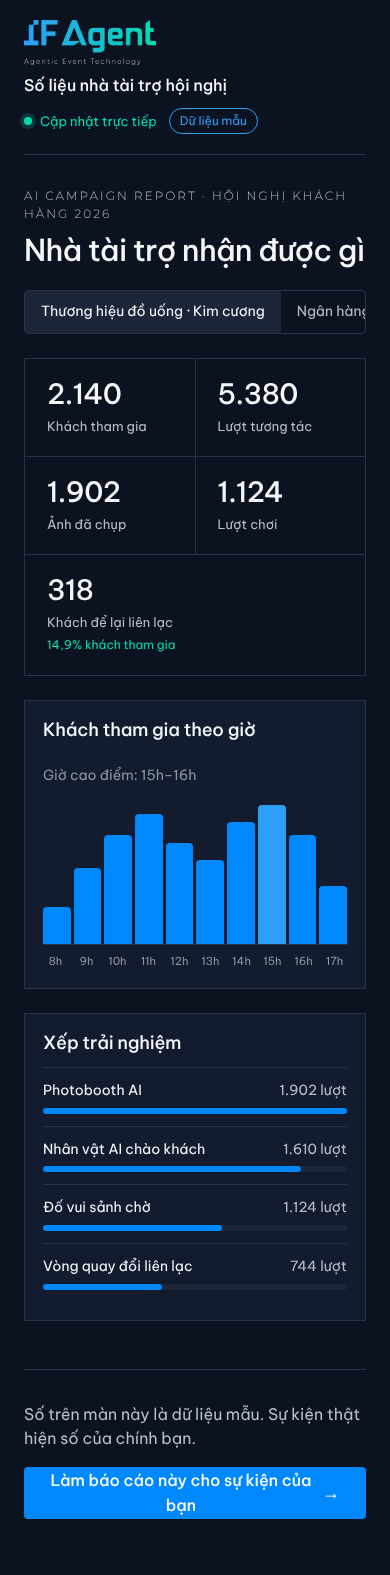 IF Agent
Agentic Event Technology
Số liệu nhà tài trợ hội nghị
Cập nhật trực tiếp
Dữ liệu mẫu
AI CAMPAIGN REPORT · HỘI NGHỊ KHÁCH
HÀNG 2026
Nhà tài trợ nhận được gì
Thương hiệu đồ uống · Kim cương
Ngân hàng
2.140
Khách tham gia
5.380
Lượt tương tác
1.902
Ảnh đã chụp
1.124
Lượt chơi
318
Khách để lại liên lạc
14,9% khách tham gia
Khách tham gia theo giờ
Giờ cao điểm: 15h–16h
8h 9h 10h 11h 12h 13h 14h 15h 16h 17h
Xếp trải nghiệm
Photobooth AI 1.902 lượt
Nhân vật AI chào khách 1.610 lượt
Đố vui sảnh chờ 1.124 lượt
Vòng quay đổi liên lạc 744 lượt
Số trên màn này là dữ liệu mẫu. Sự kiện thật
hiện số của chính bạn.
Làm báo cáo này cho sự kiện của
bạn →